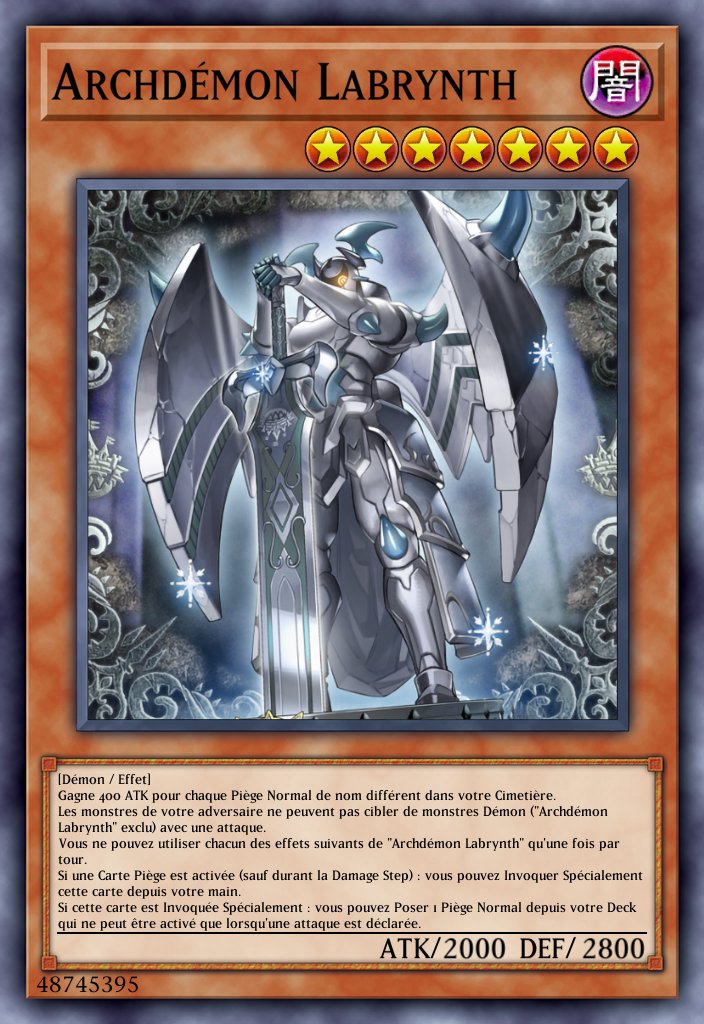 Archdémon Labrynth
闇
[Démon / Effet]
Gagne 400 ATK pour chaque Piège Normal de nom différent dans votre Cimetière.
Les monstres de votre adversaire ne peuvent pas cibler de monstres Démon ("Archdémon
Labrynth" exclu) avec une attaque.
Vous ne pouvez utiliser chacun des effets suivants de "Archdémon Labrynth" qu'une fois par
tour.
Si une Carte Piège est activée (sauf durant la Damage Step) : vous pouvez Invoquer Spécialement
cette carte depuis votre main.
Si cette carte est Invoquée Spécialement : vous pouvez Poser 1 Piège Normal depuis votre Deck
qui ne peut être activé que lorsqu'une attaque est déclarée.
ATK/2000 DEF/ 2800
48745395